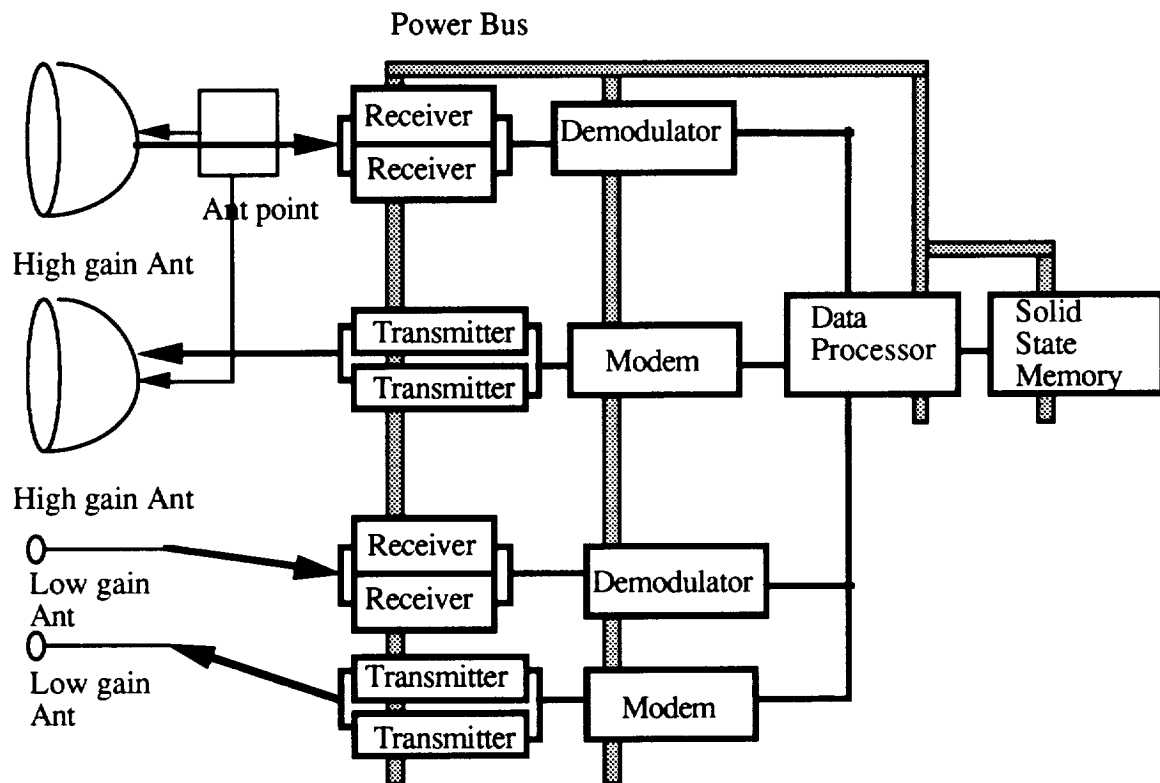 Power Bus
Receiver
Receiver
Demodulator
Ant point
High gain Ant
Transmitter
Transmitter
Modem
Data
Processor
Solid
State
Memory
High gain Ant
Receiver
Receiver
Demodulator
Low gain
Ant
Transmitter
Transmitter
Modem
Low gain
Ant